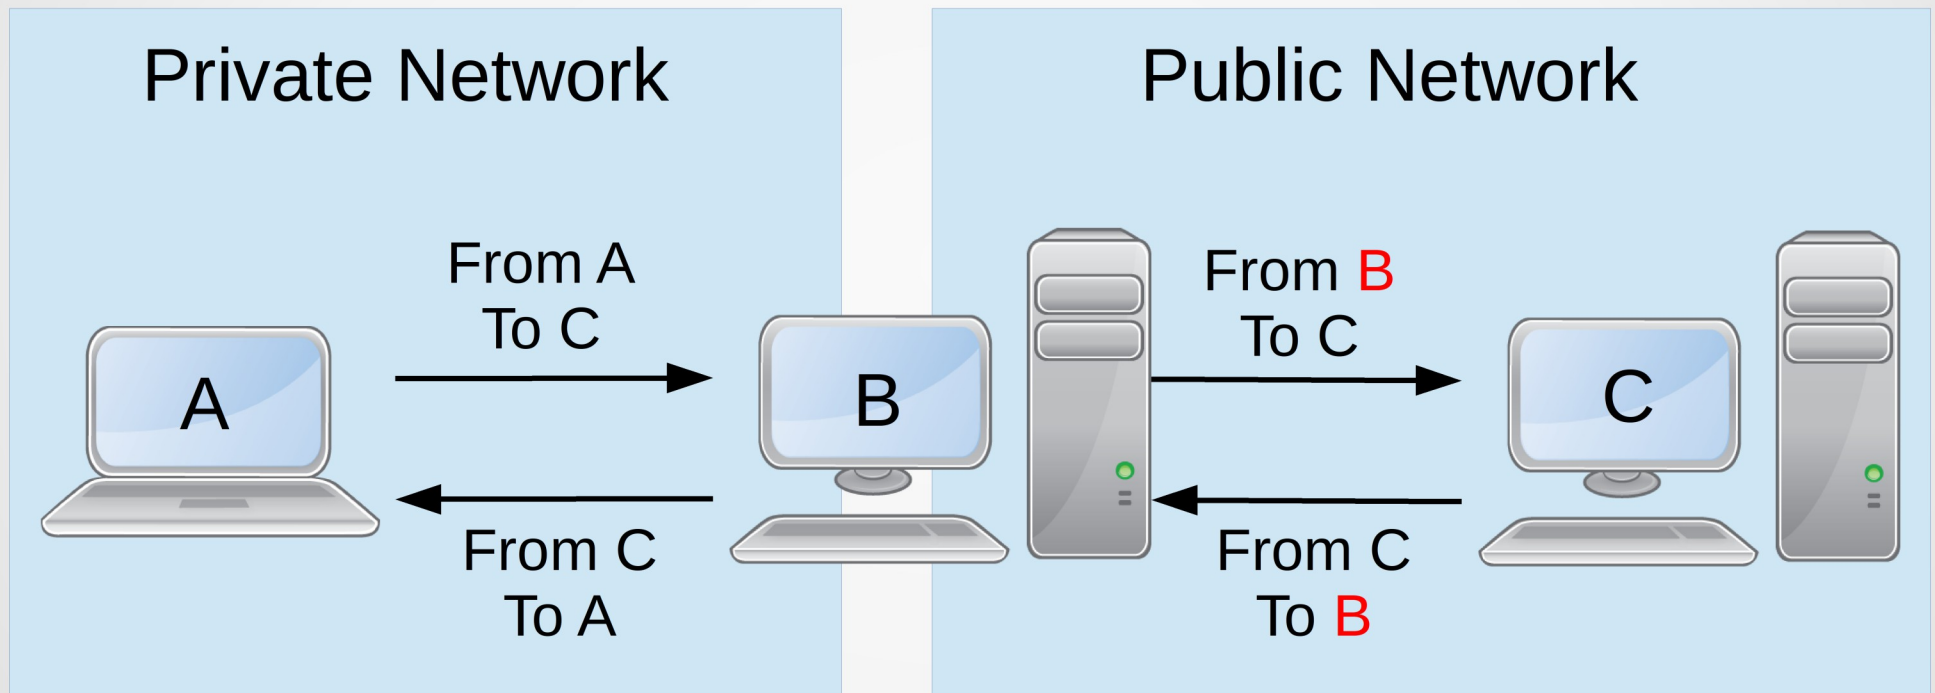 Private Network
Public Network
From A
To C
From B
To C
A
B
C
From C
To A
From C
To B